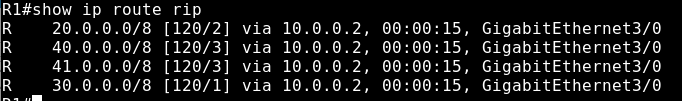 R1#show ip route rip
R    20.0.0.0/8 [120/2] via 10.0.0.2, 00:00:15, GigabitEthernet3/0
R    40.0.0.0/8 [120/3] via 10.0.0.2, 00:00:15, GigabitEthernet3/0
R    41.0.0.0/8 [120/3] via 10.0.0.2, 00:00:15, GigabitEthernet3/0
R    30.0.0.0/8 [120/1] via 10.0.0.2, 00:00:15, GigabitEthernet3/0
R1#